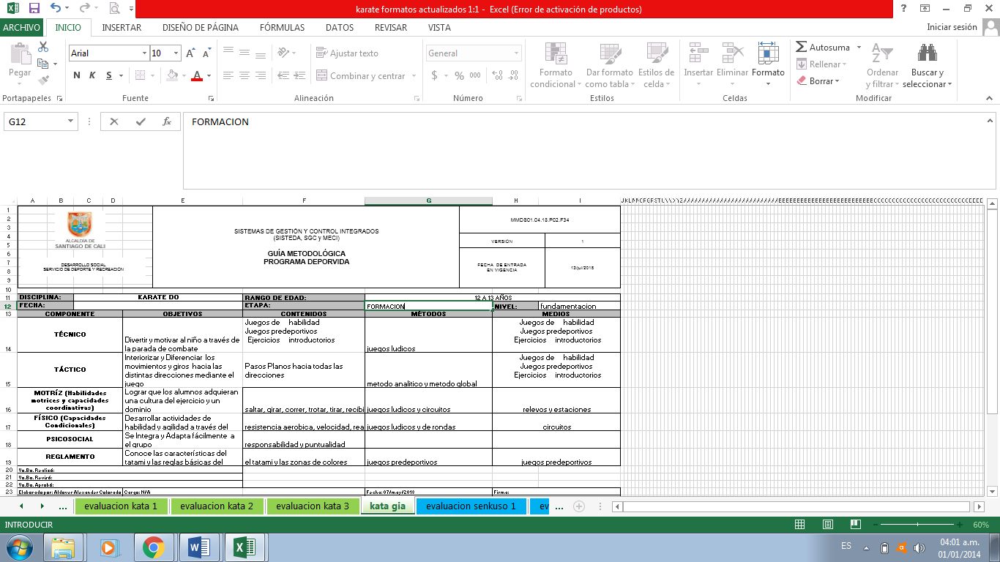 karate formatos actualizados 1:1 - Excel (Error de activación de productos)
ARCHIVO INICIO INSERTAR DISEÑO DE PÁGINA FÓRMULAS DATOS REVISAR VISTA Iniciar sesión
Arial 10 Ajustar texto General Autosuma
Pegar Rellenar
N K S Combinar y centrar $ % 000 Borrar
Formato condicional Dar formato como tabla Estilos de celda Insertar Eliminar Formato Ordenar y filtrar Buscar y seleccionar
Portapapeles Fuente Alineación Número Estilos Celdas Modificar
G12 fx FORMACION
A B C D E F G H I
ALCALDÍA DE
SANTIAGO DE CALI
DESARROLLO SOCIAL
SERVICIO DE DEPORTE Y RECREACIÓN
SISTEMAS DE GESTIÓN Y CONTROL INTEGRADOS
(SISTEDA, SGC y MECI)
GUÍA METODOLÓGICA
PROGRAMA DEPORVIDA
MMDS01.04.18.P02.F34
VERSIÓN 1
FECHA DE ENTRADA
EN VIGENCIA
13/jul/2018
DISCIPLINA: KARATE DO RANGO DE EDAD: 12 A 13 AÑOS
FECHA: ETAPA: FORMACION NIVEL: fundamentacion
COMPONENTE OBJETIVOS CONTENIDOS MÉTODOS MEDIOS
TÉCNICO
Divertir y motivar al niño a través de
la parada de combate
Juegos de habilidad
Juegos predeportivos
Ejercicios introductorios
juegos ludicos
Juegos de habilidad
Juegos predeportivos
Ejercicios introductorios
TÁCTICO
Interiorizar y Diferenciar los
movimientos y giros hacia las
distintas direcciones mediante el
juego
Pasos Planos hacia todas las
direcciones
metodo analitico y metodo global
Juegos de habilidad
Juegos predeportivos
Ejercicios introductorios
MOTRÍZ (Habilidades
motrices y capacidades
coordinativas)
Lograr que los alumnos adquieran
una cultura del ejercicio y un
dominio
saltar, girar, correr, trotar, tirar, recibi
juegos ludicos y circuitos
relevos y estaciones
FÍSICO (Capacidades
Condicionales)
Desarrollar actividades de
habilidad y agilidad a través del
resistencia aerobica, velocidad, rea
juegos ludicos y de rondas
circuitos
PSICOSOCIAL
Se Integra y Adapta fácilmente a
el grupo
responsabilidad y puntualidad
REGLAMENTO
Conoce las características del
tatami y las reglas básicas del
el tatami y las zonas de colores
juegos predeportivos
juegos predeportivos
Vo.Bo. Realizó:
Vo.Bo. Revisó:
Vo.Bo. Aprobó:
Elaborado por: Aldover Alexander Calarado Cargo: N/A Fecha: 07/may/2018 Firma:
... evaluacion kata 1 evaluacion kata 2 evaluacion kata 3 kata gia evaluacion senkuso 1 ev ...
INTRODUCIR 60%
ES 04:01 a.m.
01/01/2014